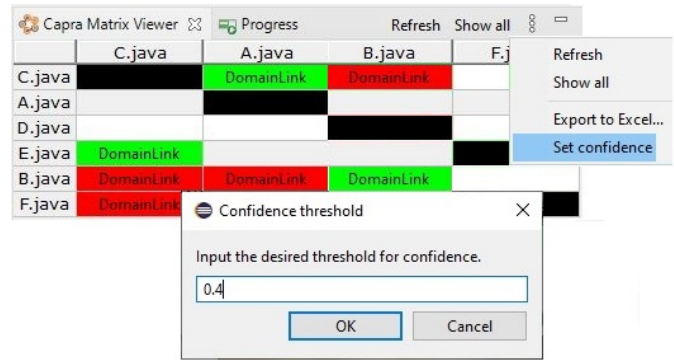 Capra Matrix Viewer Progress Refresh Show all
C.java A.java B.java F.j
Refresh
C.java DomainLink DomainLink
Show all
A.java
D.java
Export to Excel...
E.java DomainLink
Set confidence
B.java DomainLink DomainLink DomainLink
F.java DomainLink
Confidence threshold
Input the desired threshold for confidence.
0.4
OK Cancel